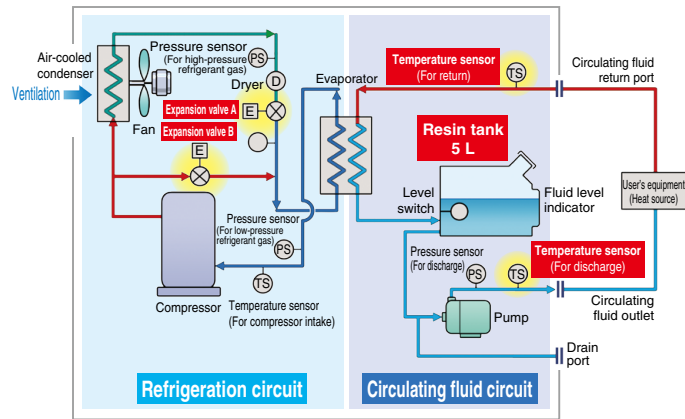 Air-cooled
condenser
Ventilation
Fan
Pressure sensor
(For high-pressure
refrigerant gas)
PS
Dryer
D
Expansion valve A
E
Expansion valve B
E
Evaporator
Temperature sensor
(For return)
TS
Circulating fluid
return port
Resin tank
5 L
Level
switch
Fluid level
indicator
User's equipment
(Heat source)
Pressure sensor
(For low-pressure
refrigerant gas)
PS
TS
Temperature sensor
(For compressor intake)
Compressor
Pressure sensor
(For discharge)
PS
TS
Temperature sensor
(For discharge)
Circulating
fluid outlet
Pump
Drain
port
Refrigeration circuit
Circulating fluid circuit